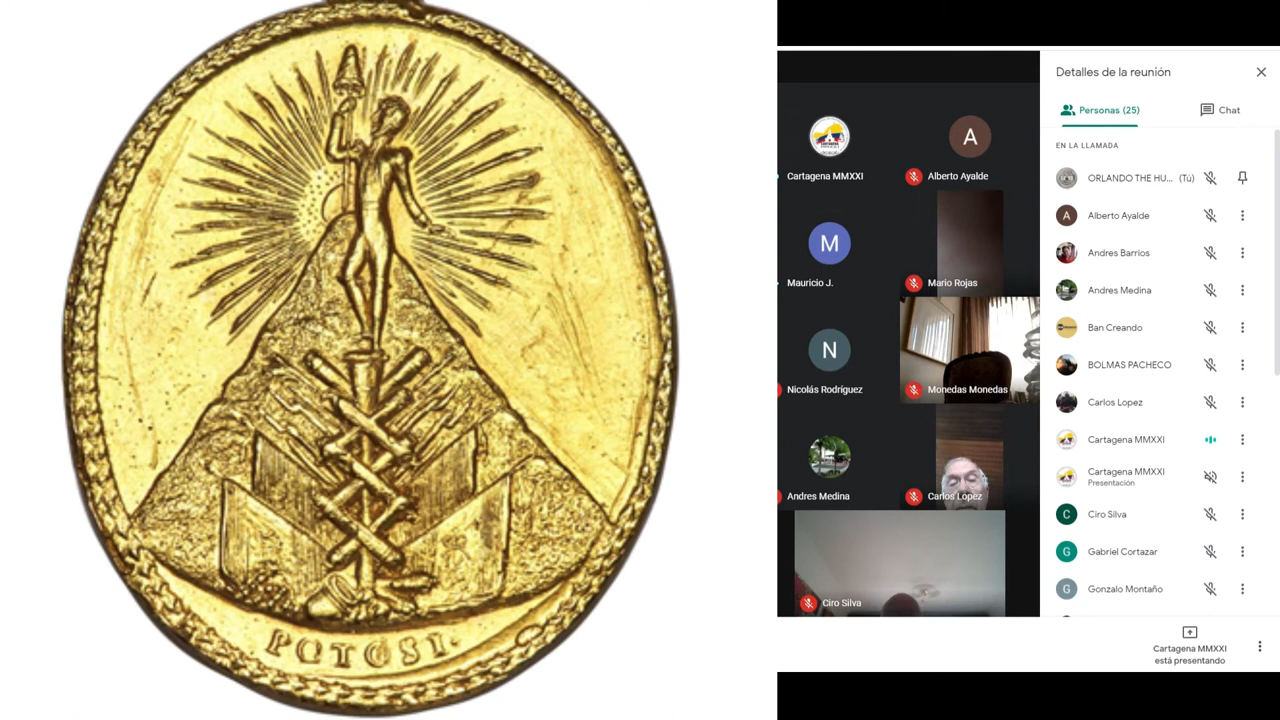 POTOSI.
Cartagena MMXXI
A
Alberto Ayalde
M
Mauricio J.
Mario Rojas
N
Nicolás Rodríguez
Monedas Monedas
Andres Medina
Carlos Lopez
Ciro Silva
Detalles de la reunión
Personas (25)
Chat
EN LA LLAMADA
ORLANDO THE HU... (Tú)
A Alberto Ayalde
Andres Barrios
Andres Medina
Ban Creando
BOLMAS PACHECO
Carlos Lopez
Cartagena MMXXI
Cartagena MMXXI
Presentación
C Ciro Silva
G Gabriel Cortazar
G Gonzalo Montaño
Cartagena MMXXI
está presentando